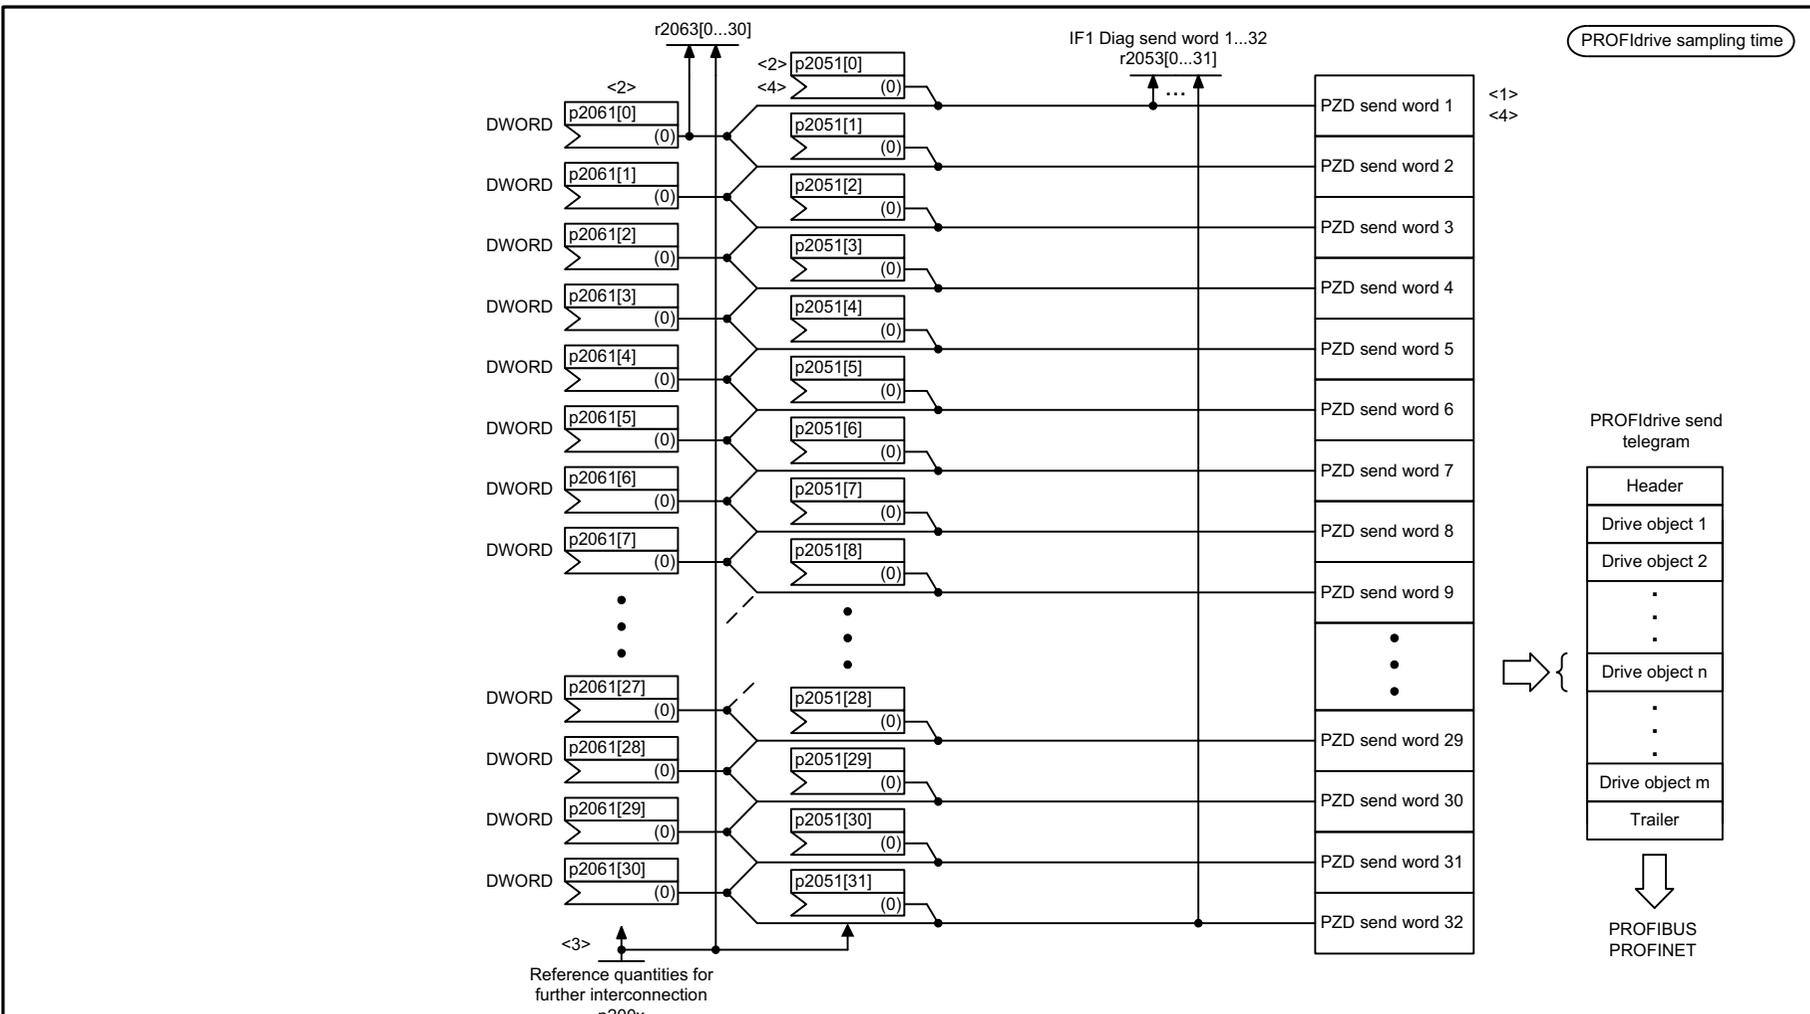 r2063[0...30]
IF1 Diag send word 1...32
r2053[0...31]
PROFIdrive sampling time
<2>
<2>
<4>
p2051[0]
(0)
DWORD
p2061[0]
(0)
PZD send word 1
<1>
<4>
p2051[1]
(0)
PZD send word 2
DWORD
p2061[1]
(0)
p2051[2]
(0)
PZD send word 3
DWORD
p2061[2]
(0)
p2051[3]
(0)
PZD send word 4
DWORD
p2061[3]
(0)
p2051[4]
(0)
PZD send word 5
DWORD
p2061[4]
(0)
p2051[5]
(0)
PZD send word 6
DWORD
p2061[5]
(0)
p2051[6]
(0)
PZD send word 7
DWORD
p2061[6]
(0)
p2051[7]
(0)
PZD send word 8
DWORD
p2061[7]
(0)
p2051[8]
(0)
PZD send word 9
DWORD
p2061[27]
(0)
p2051[28]
(0)
PZD send word 29
DWORD
p2061[28]
(0)
p2051[29]
(0)
PZD send word 30
DWORD
p2061[29]
(0)
p2051[30]
(0)
PZD send word 31
DWORD
p2061[30]
(0)
p2051[31]
(0)
PZD send word 32
<3>
Reference quantities for
further interconnection
PROFIdrive send
telegram
Header
Drive object 1
Drive object 2
Drive object n
Drive object m
Trailer
PROFIBUS
PROFINET
...